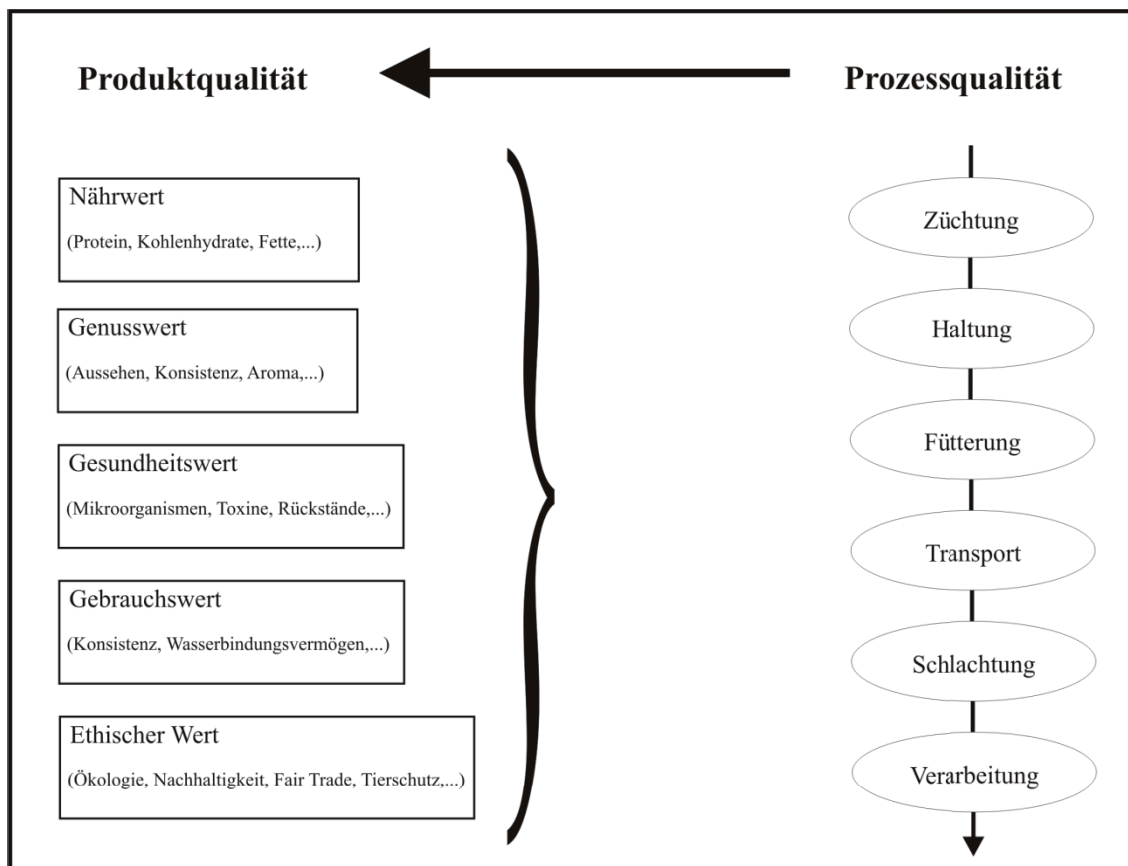 Produktqualität
Nährwert
(Protein, Kohlenhydrate, Fette,...)
Genusswert
(Aussehen, Konsistenz, Aroma,...)
Gesundheitswert
(Mikroorganismen, Toxine, Rückstände,...)
Gebrauchswert
(Konsistenz, Wasserbindungsvermögen,...)
Ethischer Wert
(Ökologie, Nachhaltigkeit, Fair Trade, Tierschutz,...)
Prozessqualität
Züchtung
Haltung
Fütterung
Transport
Schlachtung
Verarbeitung